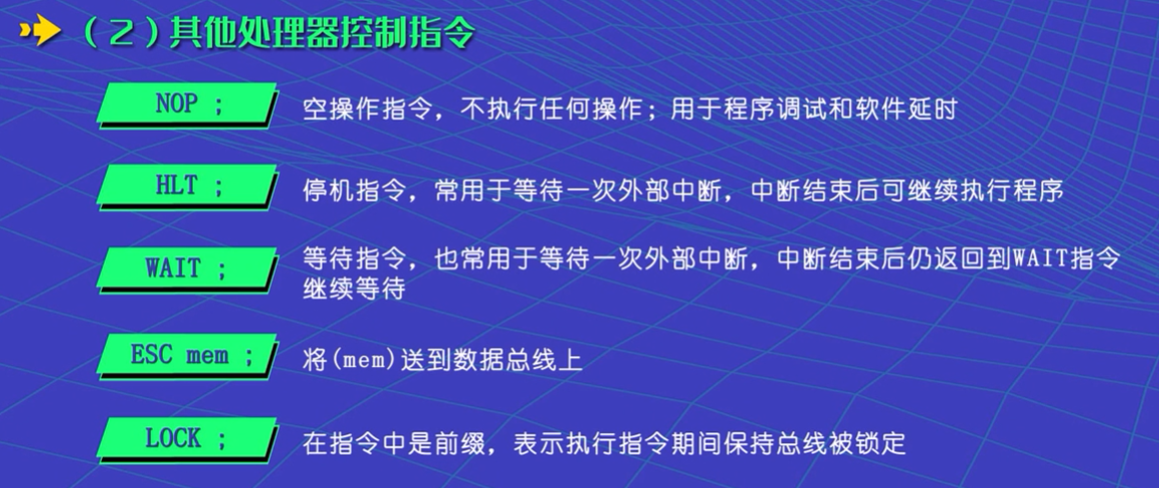 （2）其他处理器控制指令
NOP ;
空操作指令，不执行任何操作；用于程序调试和软件延时
HLT ;
停机指令，常用于等待一次外部中断，中断结束后可继续执行程序
WAIT ;
等待指令，也常用于等待一次外部中断，中断结束后仍返回到WAIT指令
继续等待
ESC mem ;
将(mem)送到数据总线上
LOCK ;
在指令中是前缀，表示执行指令期间保持总线被锁定